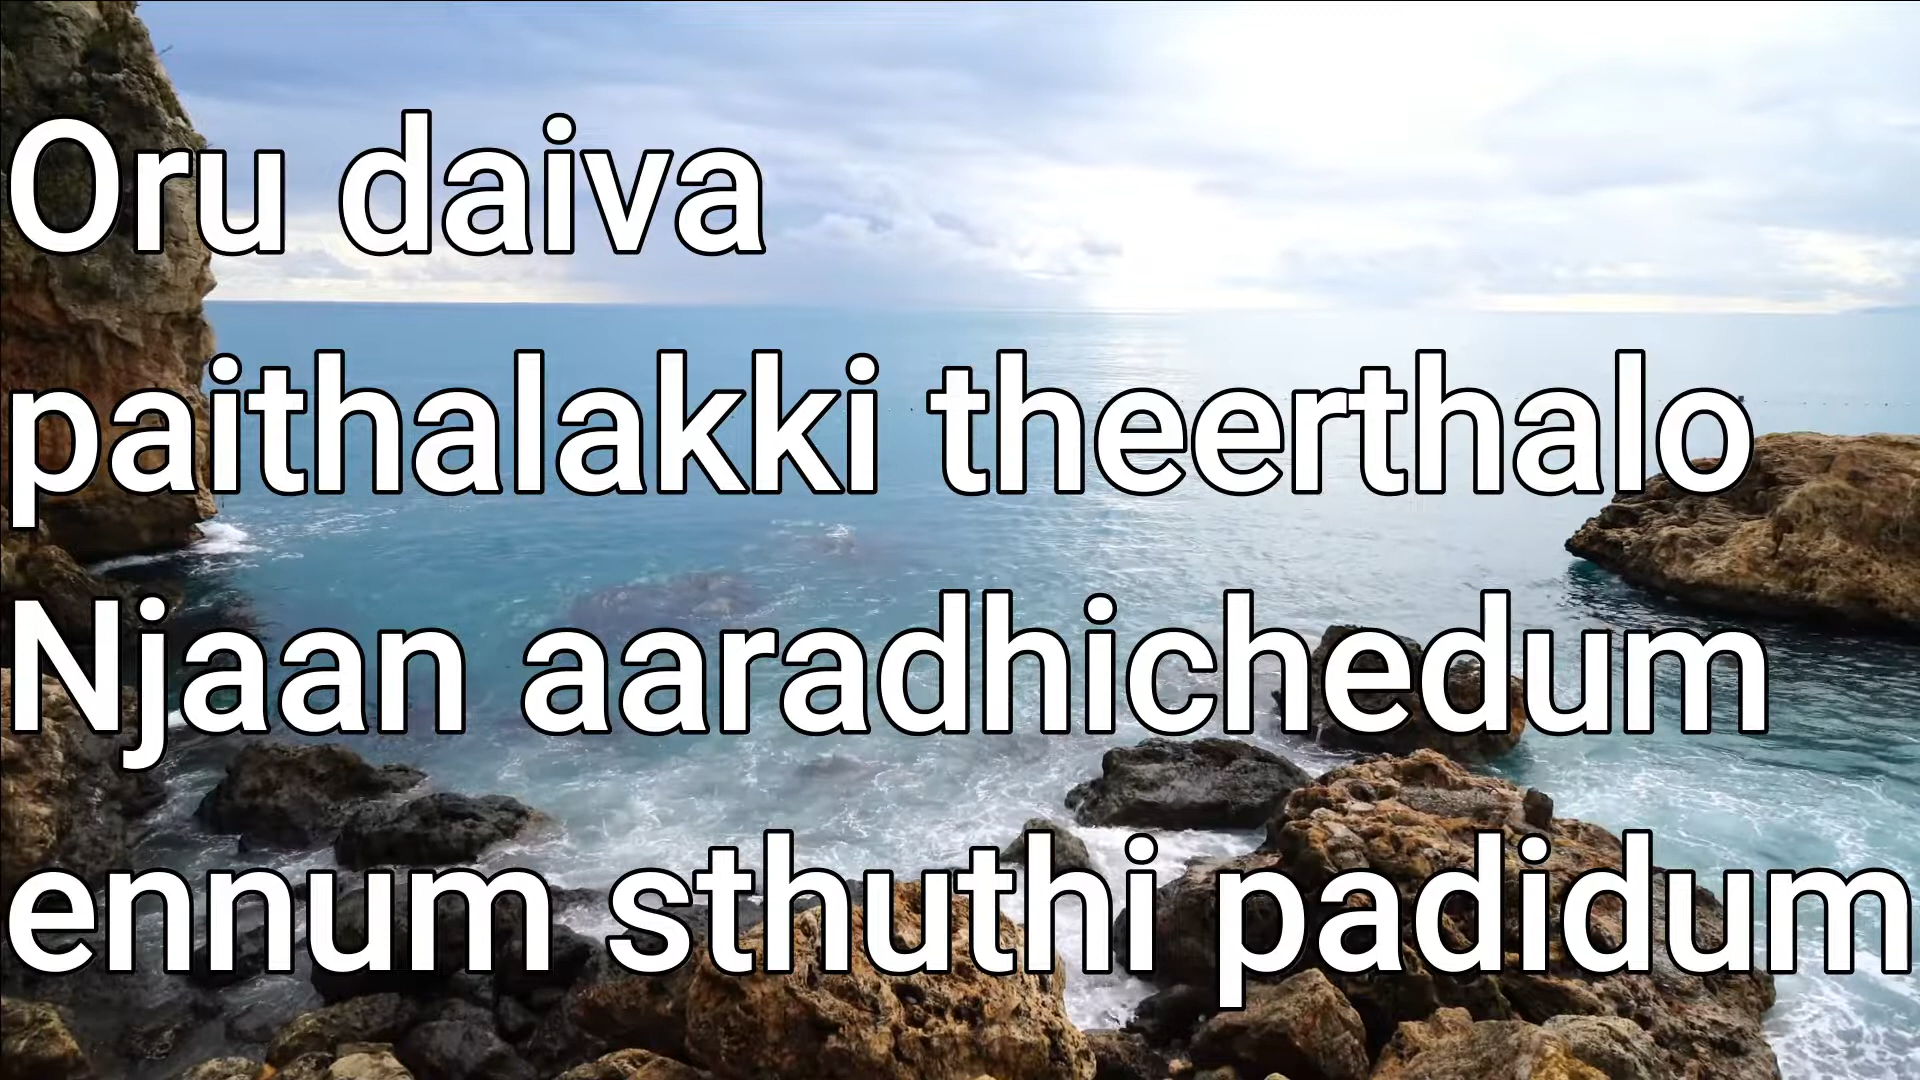 Oru daiva
paithalakki theerthalo
Njaan aaradhichedum
ennum sthuthi padidum